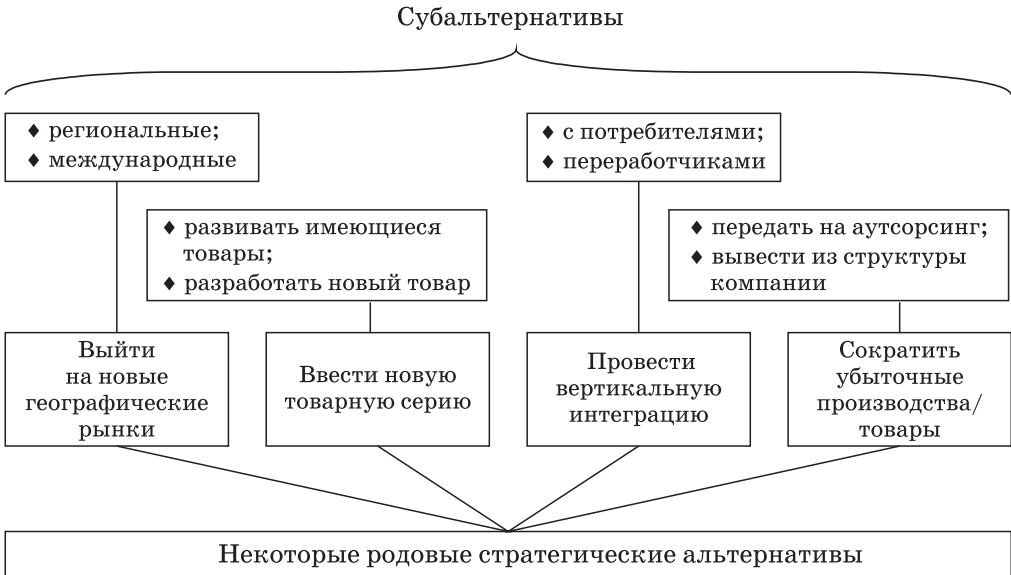 Субальтернативы
♦ региональные;
♦ международные
♦ с потребителями;
♦ переработчиками
♦ развивать имеющиеся
товары;
♦ разработать новый товар
♦ передать на аутсорсинг;
♦ вывести из структуры
компании
Выйти
на новые
географические
рынки
Ввести новую
товарную серию
Провести
вертикальную
интеграцию
Сократить
убыточные
производства/
товары
Некоторые родовые стратегические альтернативы